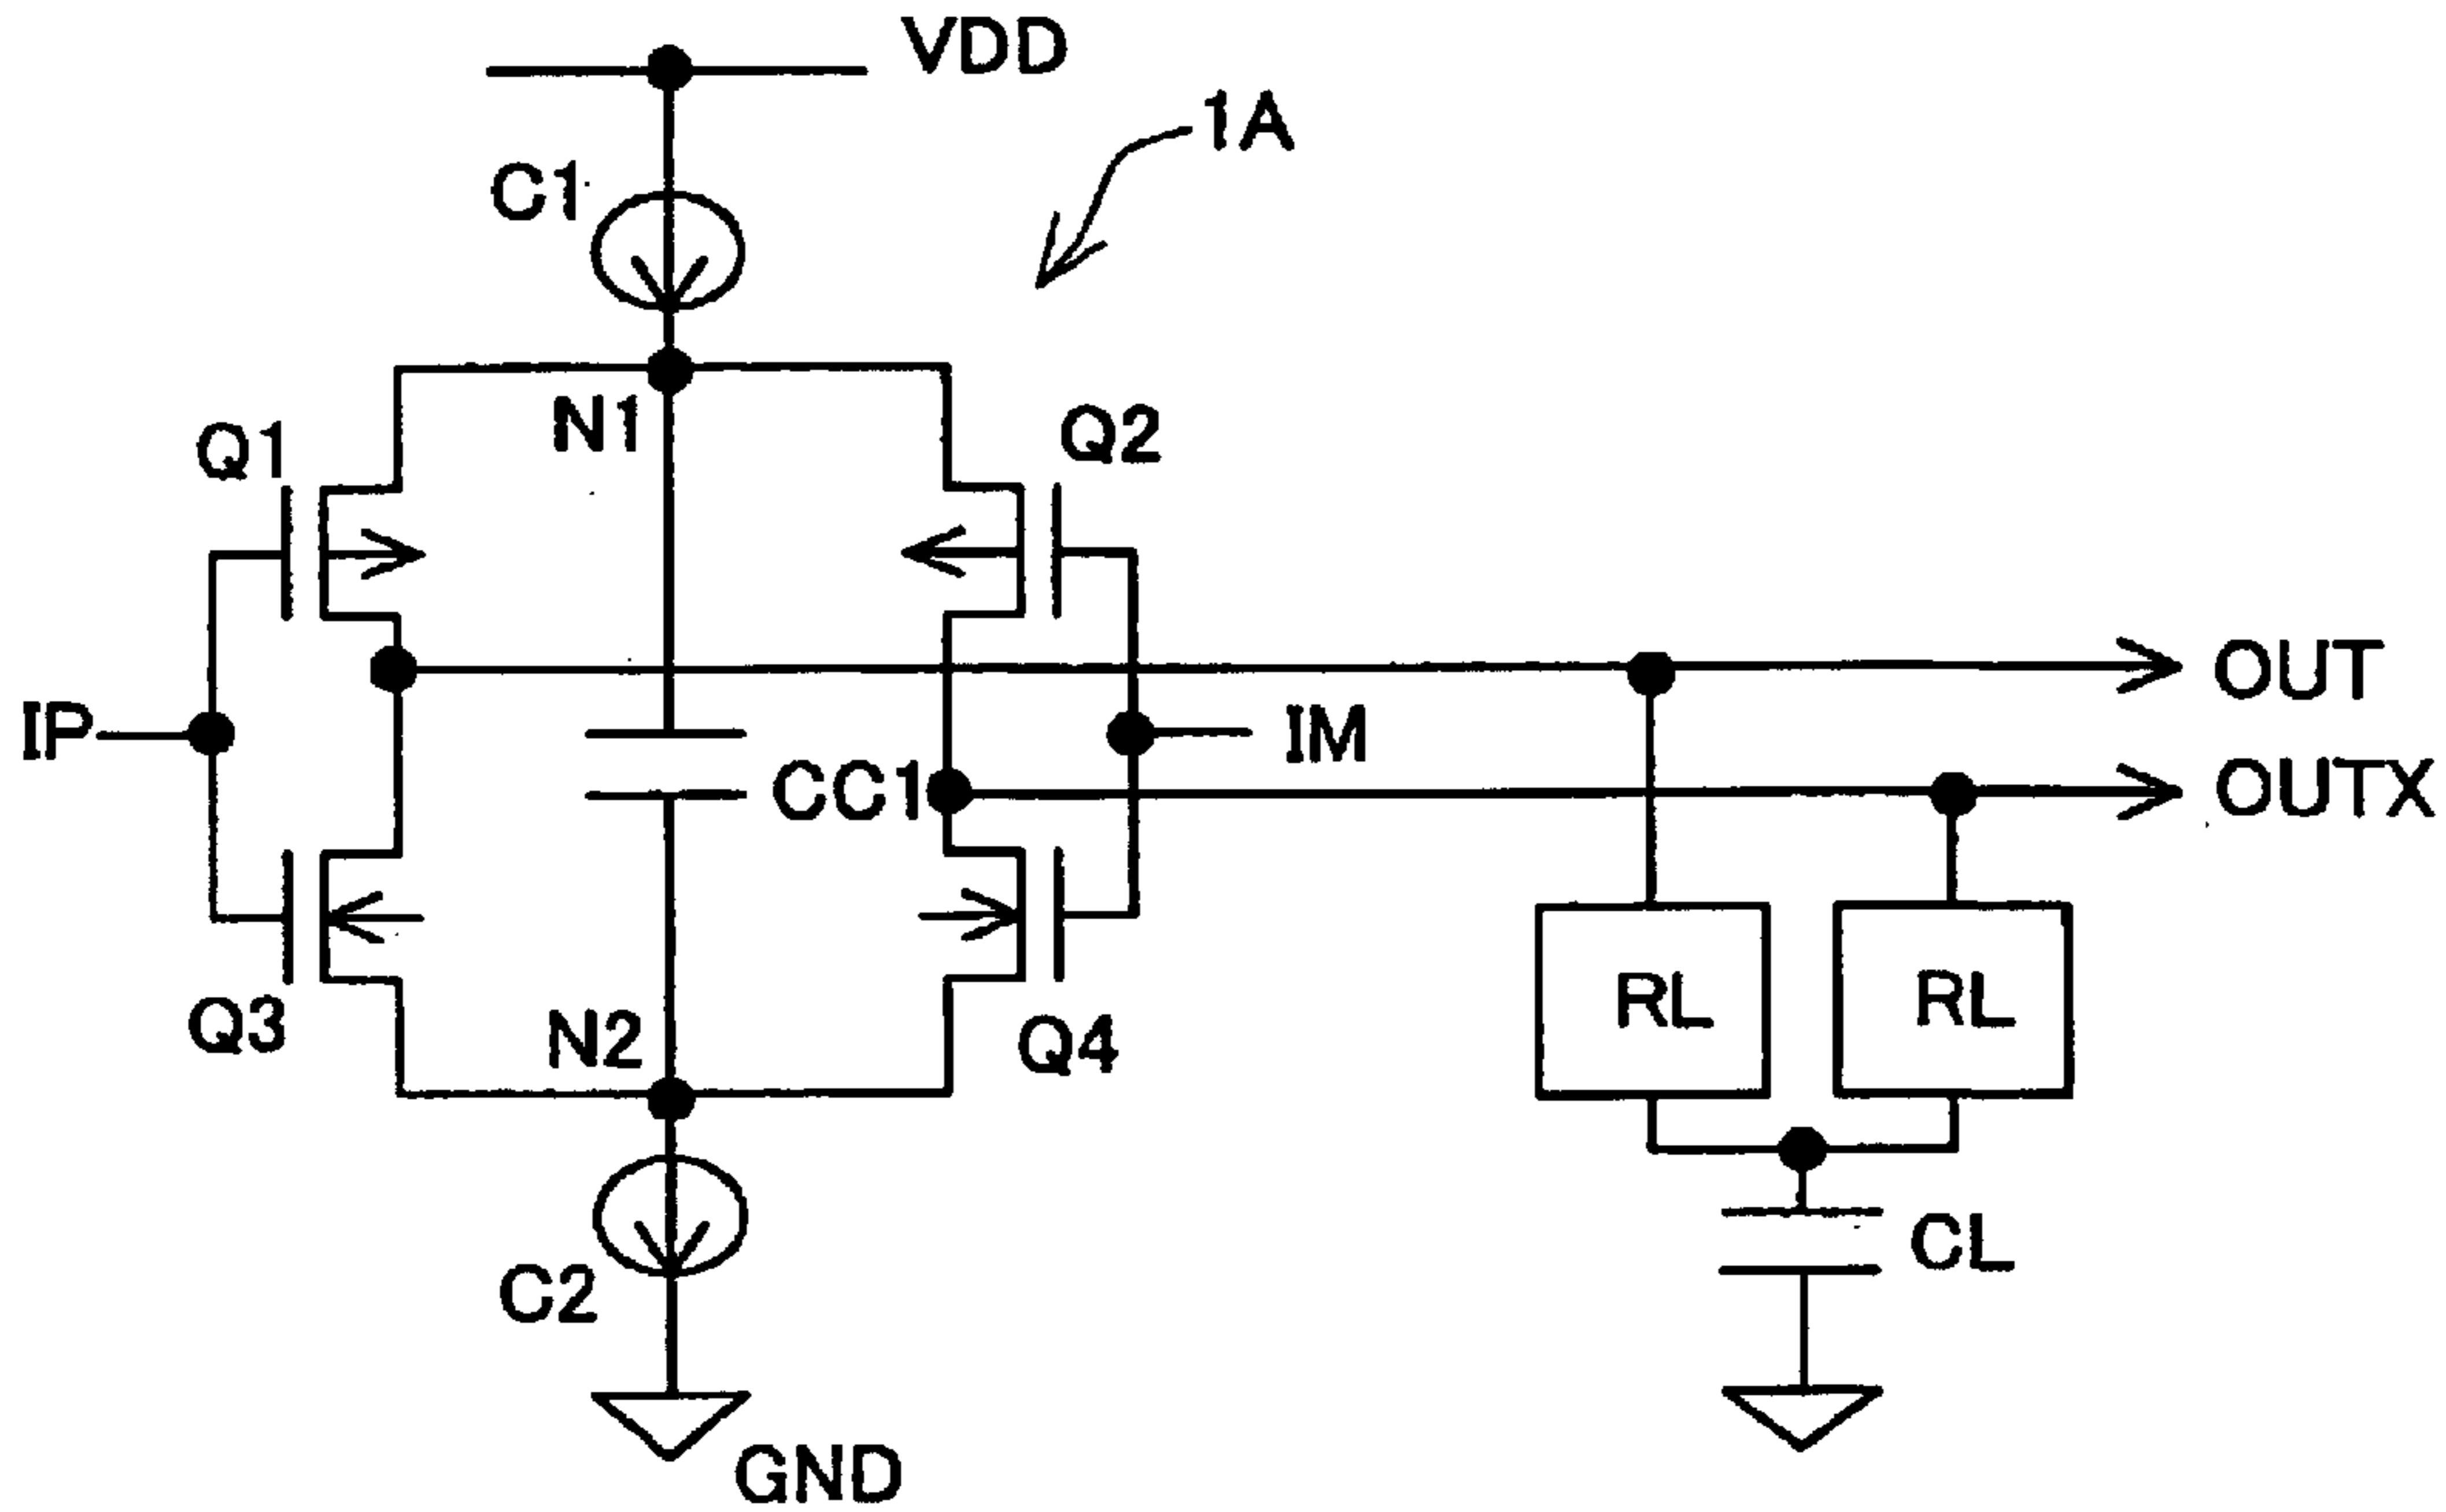 VDD
1A
C1
N1
Q1
Q2
OUT
IP
IM
CC1
OUTX
RL
RL
Q3
N2
Q4
CL
C2
GND